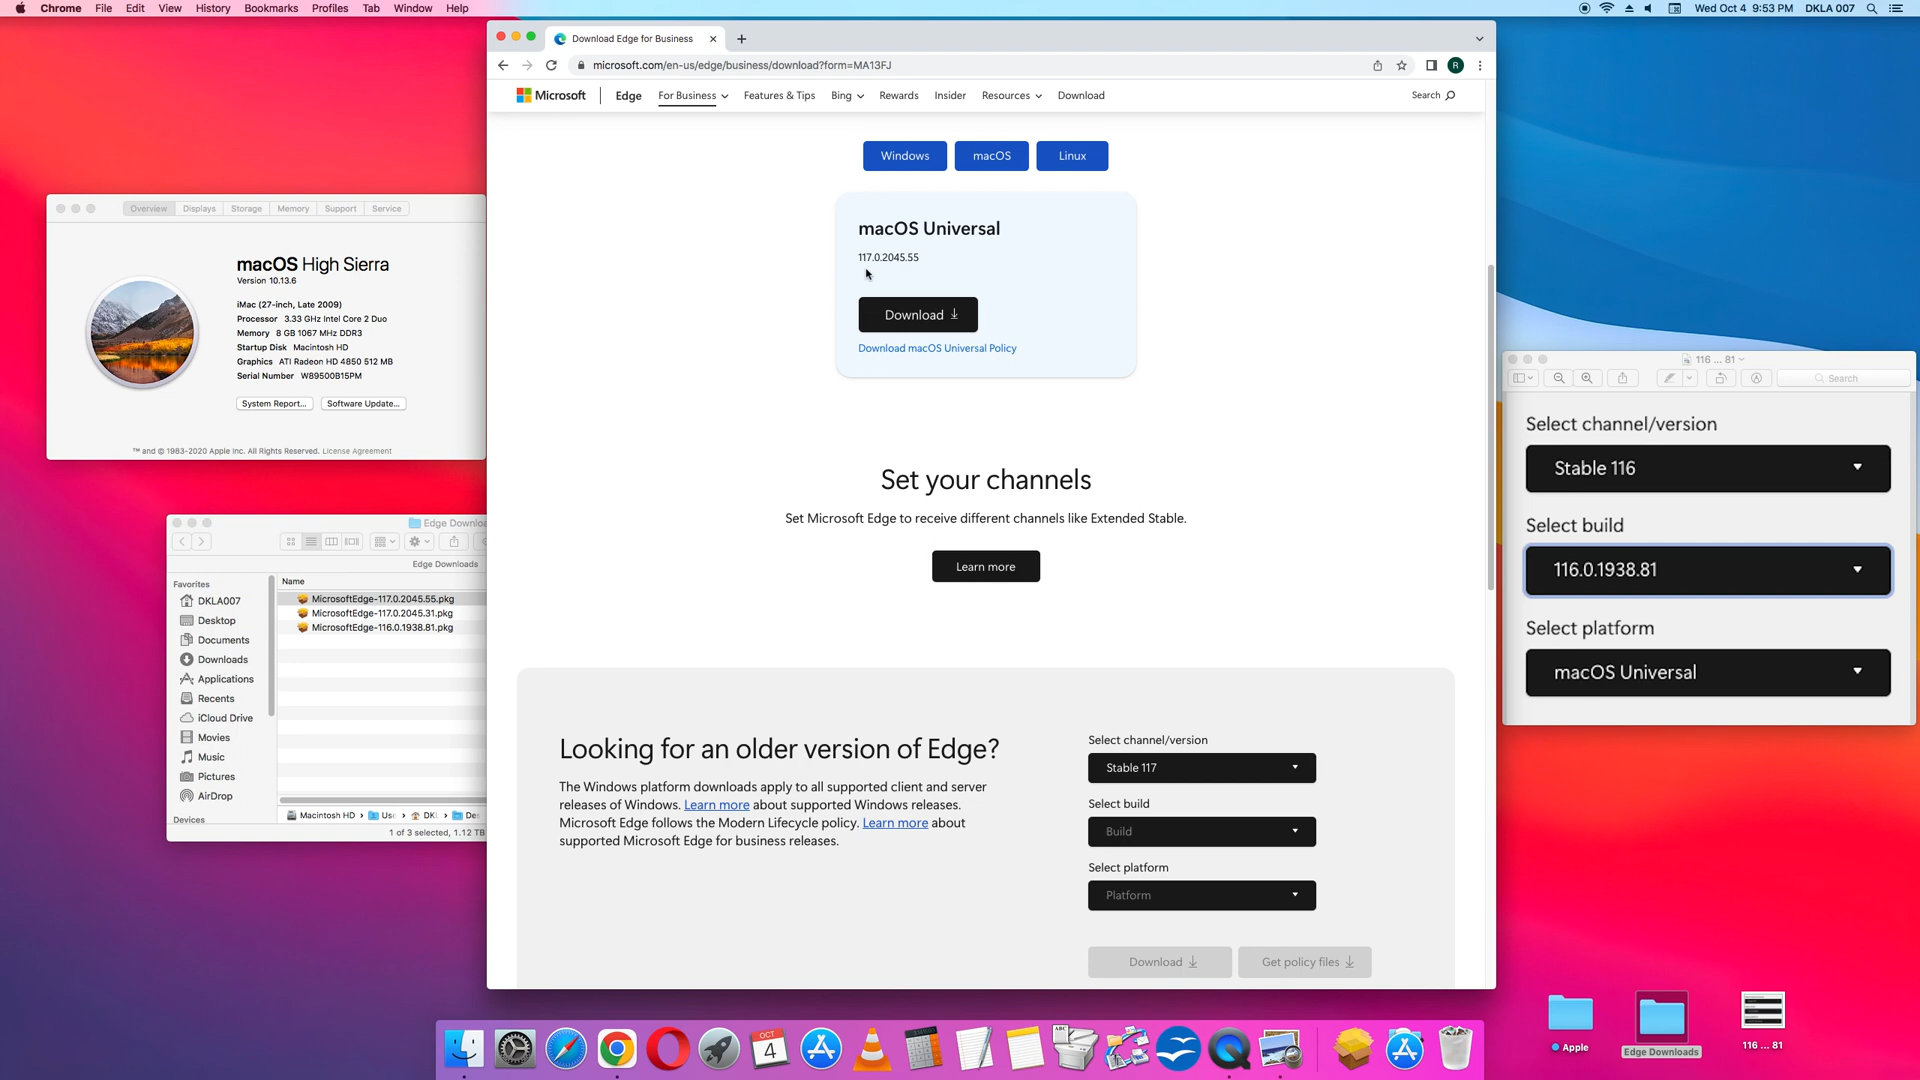 Chrome File Edit View History Bookmarks Profiles Tab Window Help
Wed Oct 4 9:53 PM DKLA 007
Download Edge for Business
microsoft.com/en-us/edge/business/download?form=MA13FJ
R
Microsoft Edge For Business Features & Tips Bing Rewards Insider Resources Download
Search
Windows macOS Linux
macOS Universal
117.0.2045.55
Download
Download macOS Universal Policy
Set your channels
Set Microsoft Edge to receive different channels like Extended Stable.
Learn more
Looking for an older version of Edge?
The Windows platform downloads apply to all supported client and server
releases of Windows. Learn more about supported Windows releases.
Microsoft Edge follows the Modern Lifecycle policy. Learn more about
supported Microsoft Edge for business releases.
Select channel/version
Stable 117
Select build
Build
Select platform
Platform
Download Get policy files
Overview Displays Storage Memory Support Service
macOS High Sierra
Version 10.13.6
iMac (27-inch, Late 2009)
Processor 3.33 GHz Intel Core 2 Duo
Memory 8 GB 1067 MHz DDR3
Startup Disk Macintosh HD
Graphics ATI Radeon HD 4850 512 MB
Serial Number W89500B15PM
System Report... Software Update...
™ and © 1983-2020 Apple Inc. All Rights Reserved. License Agreement
Edge Downloa
Edge Downloads
Favorites
DKLA007
Desktop
Documents
Downloads
Applications
Recents
iCloud Drive
Movies
Music
Pictures
AirDrop
Devices
Name
MicrosoftEdge-117.0.2045.55.pkg
MicrosoftEdge-117.0.2045.31.pkg
MicrosoftEdge-116.0.1938.81.pkg
Macintosh HD › Use › DKL › Des
1 of 3 selected, 1.12 TB
116 ... 81
Search
Select channel/version
Stable 116
Select build
116.0.1938.81
Select platform
macOS Universal
Apple
Edge Downloads
116 ... 81
OCT
4
ABC